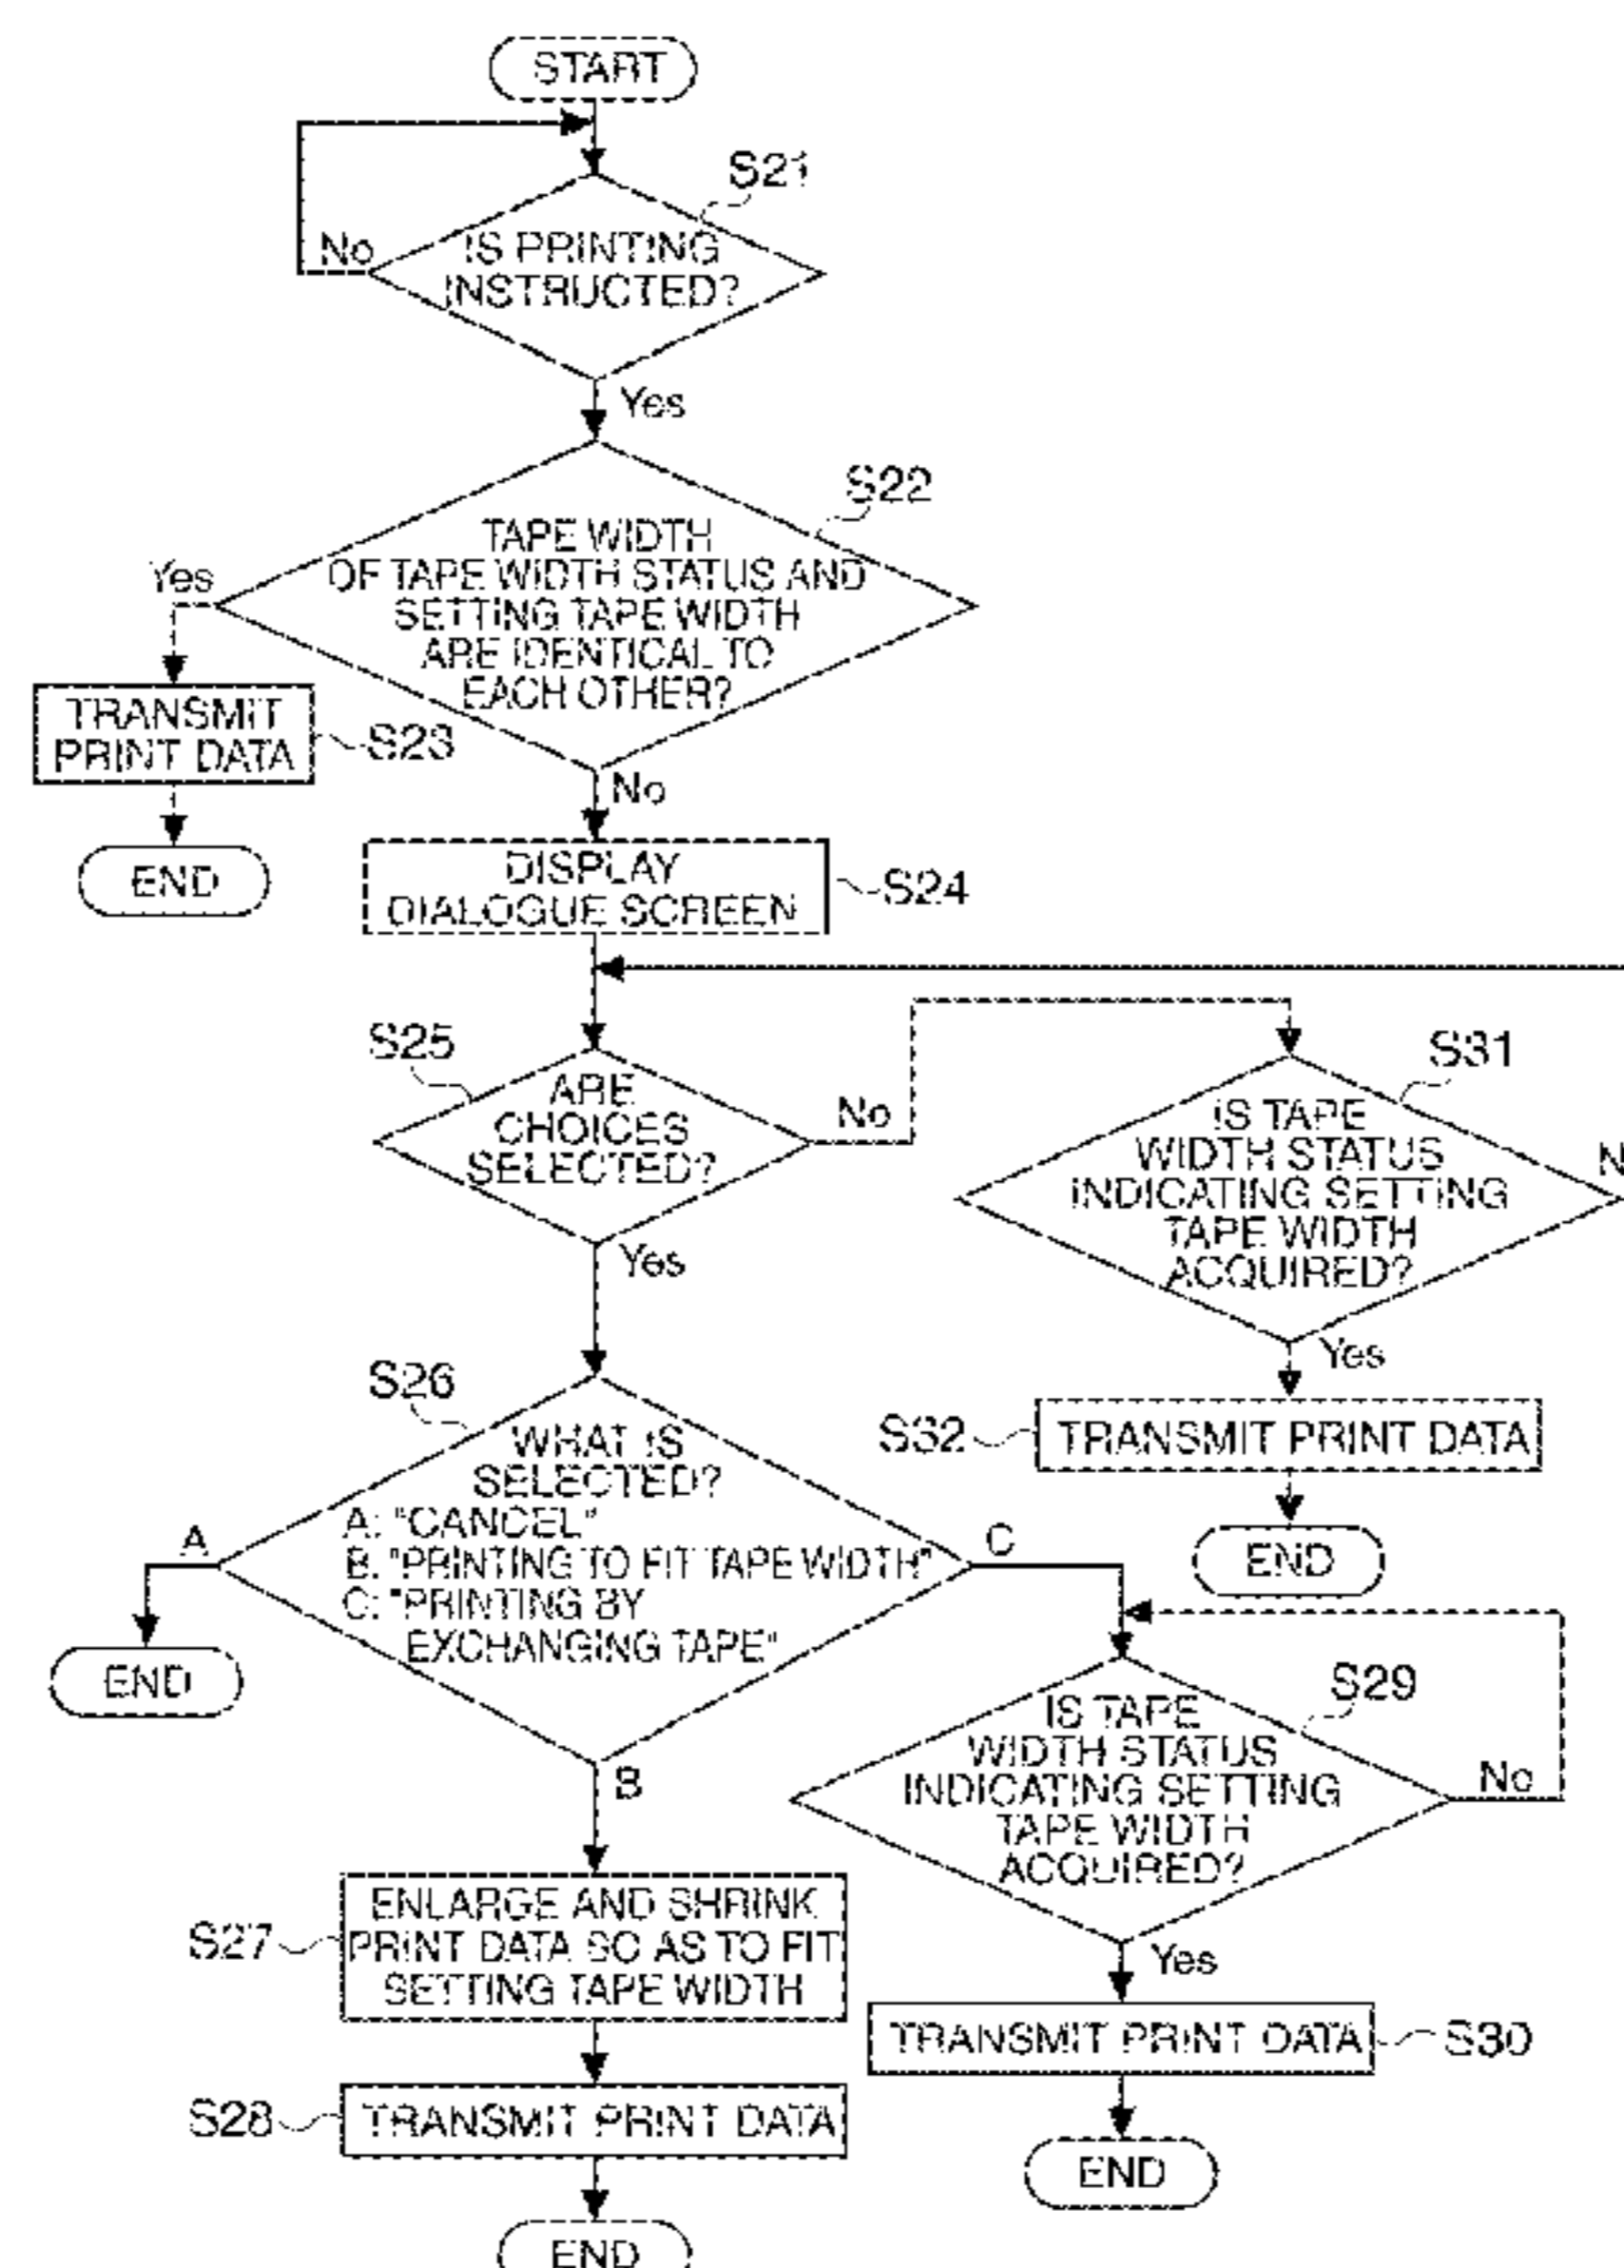 START
S21
No
IS PRINTING
INSTRUCTED?
Yes
S22
TAPE WIDTH
OF TAPE WIDTH STATUS AND
SETTING TAPE WIDTH
ARE IDENTICAL TO
EACH OTHER?
Yes
TRANSMIT
PRINT DATA
S23
END
No
DISPLAY
DIALOGUE SCREEN
S24
S25
ARE
CHOICES
SELECTED?
No
Yes
S31
IS TAPE
WIDTH STATUS
INDICATING SETTING
TAPE WIDTH
ACQUIRED?
Yes
S32
TRANSMIT PRINT DATA
END
S26
WHAT IS
SELECTED?
A: "CANCEL"
B: "PRINTING TO FIT TAPE WIDTH"
C: "PRINTING BY
EXCHANGING TAPE"
A
END
C
B
S29
IS TAPE
WIDTH STATUS
INDICATING SETTING
TAPE WIDTH
ACQUIRED?
No
Yes
S27
ENLARGE AND SHRINK
PRINT DATA SO AS TO FIT
SETTING TAPE WIDTH
TRANSMIT PRINT DATA
S30
END
S28
TRANSMIT PRINT DATA
END